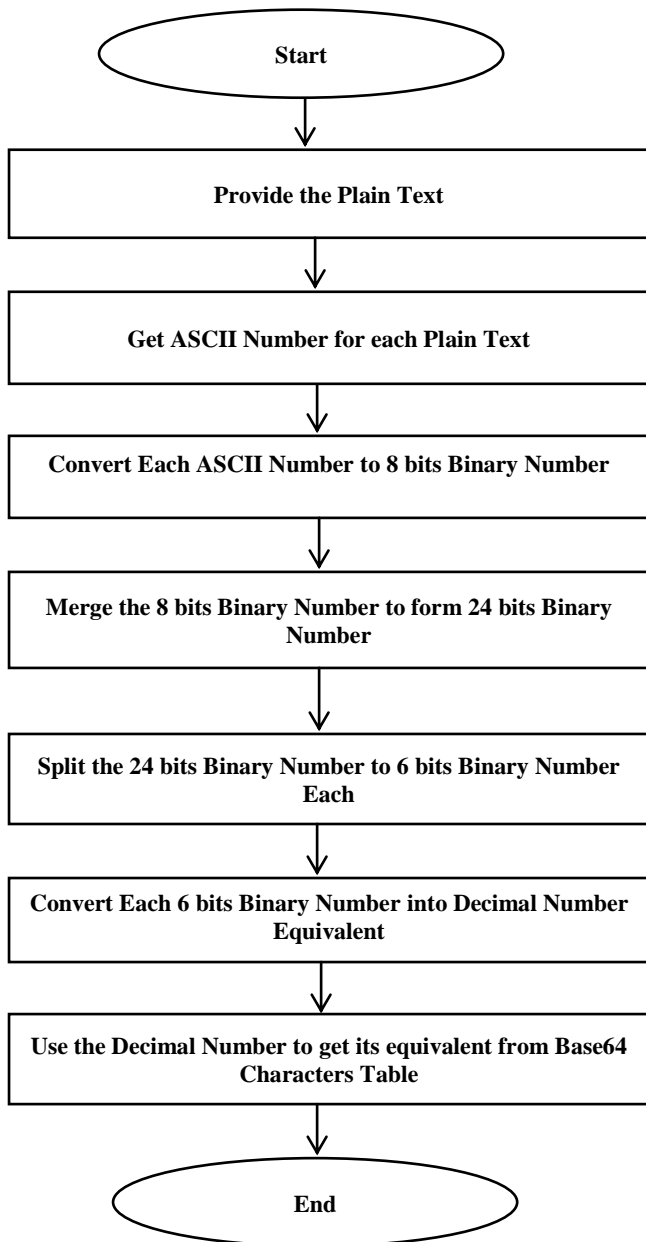 Start
Provide the Plain Text
Get ASCII Number for each Plain Text
Convert Each ASCII Number to 8 bits Binary Number
Merge the 8 bits Binary Number to form 24 bits Binary
Number
Split the 24 bits Binary Number to 6 bits Binary Number
Each
Convert Each 6 bits Binary Number into Decimal Number
Equivalent
Use the Decimal Number to get its equivalent from Base64
Characters Table
End